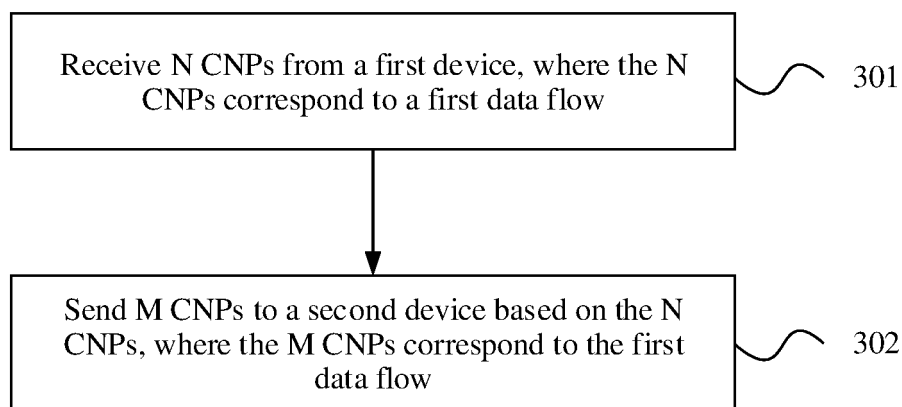 Receive N CNPs from a first device, where the N
CNPs correspond to a first data flow
301
Send M CNPs to a second device based on the N
CNPs, where the M CNPs correspond to the first
data flow
302